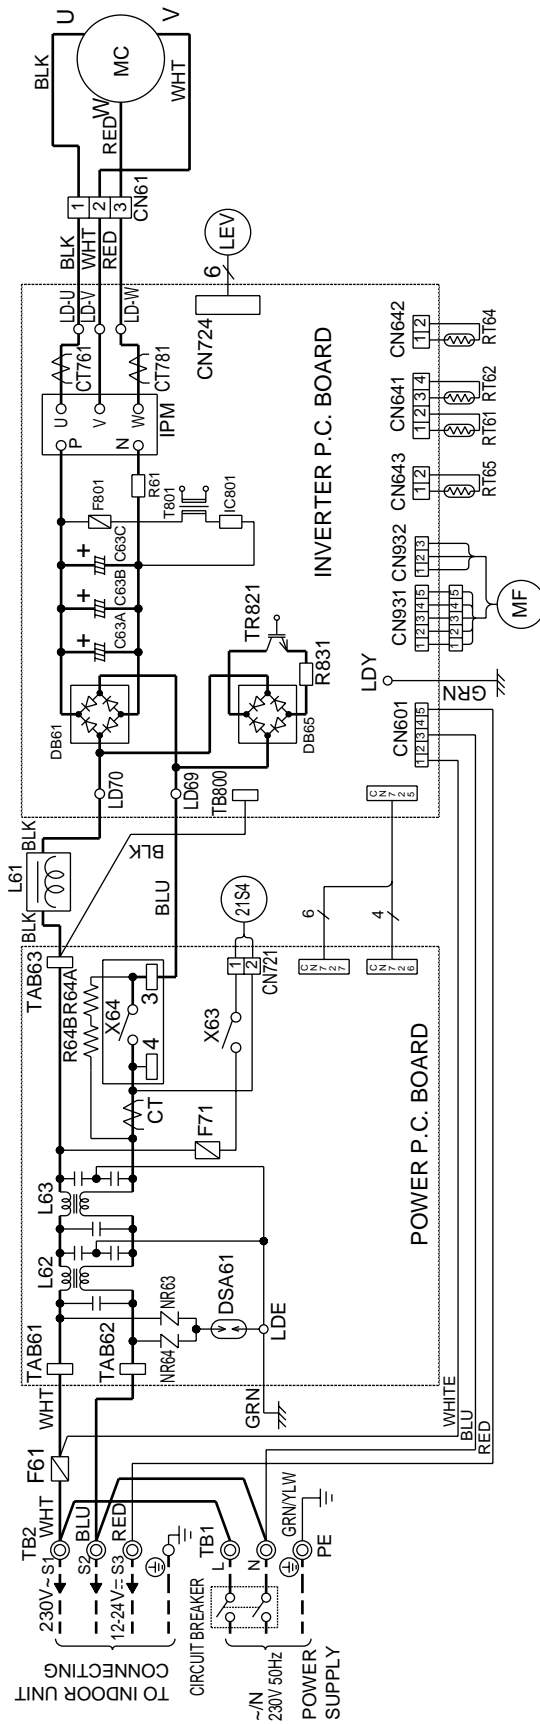 TO INDOOR UNIT
CONNECTING
230V~ S1
S2
12-24V⎓ S3
TB2
WHT
BLU
RED
CIRCUIT BREAKER
~/N
230V 50Hz
POWER
SUPPLY
L
N
TB1
PE
GRN/YLW
F61
WHT
TAB61
TAB62
GRN
WHITE
BLU
RED
L62
L63
NR64
NR63
DSA61
LDE
CT
F71
R64B
R64A
X64
4
3
X63
TAB63
1
2
CN721
21S4
POWER P.C. BOARD
CN727
CN726
6
4
CN725
BLK
L61
BLK
BLK
BLU
LD70
LD69
TB800
DB61
DB65
TR821
R831
C63A
C63B
C63C
+
+
+
F801
T801
IC801
R61
P
N
U
V
W
IPM
CT761
CT781
LD-U
LD-V
LD-W
INVERTER P.C. BOARD
BLK
WHT
RED
1
2
3
CN61
BLK
RED
WHT
U
V
W
MC
CN724
6
LEV
CN601
1 2 3 4 5
LDY
GRN
CN931
1 2 3 4 5
1 2 3 4 5
CN932
1 2 3
MF
CN643
1 2
RT65
CN641
1 2 3 4
RT61
RT62
CN642
1 2
RT64